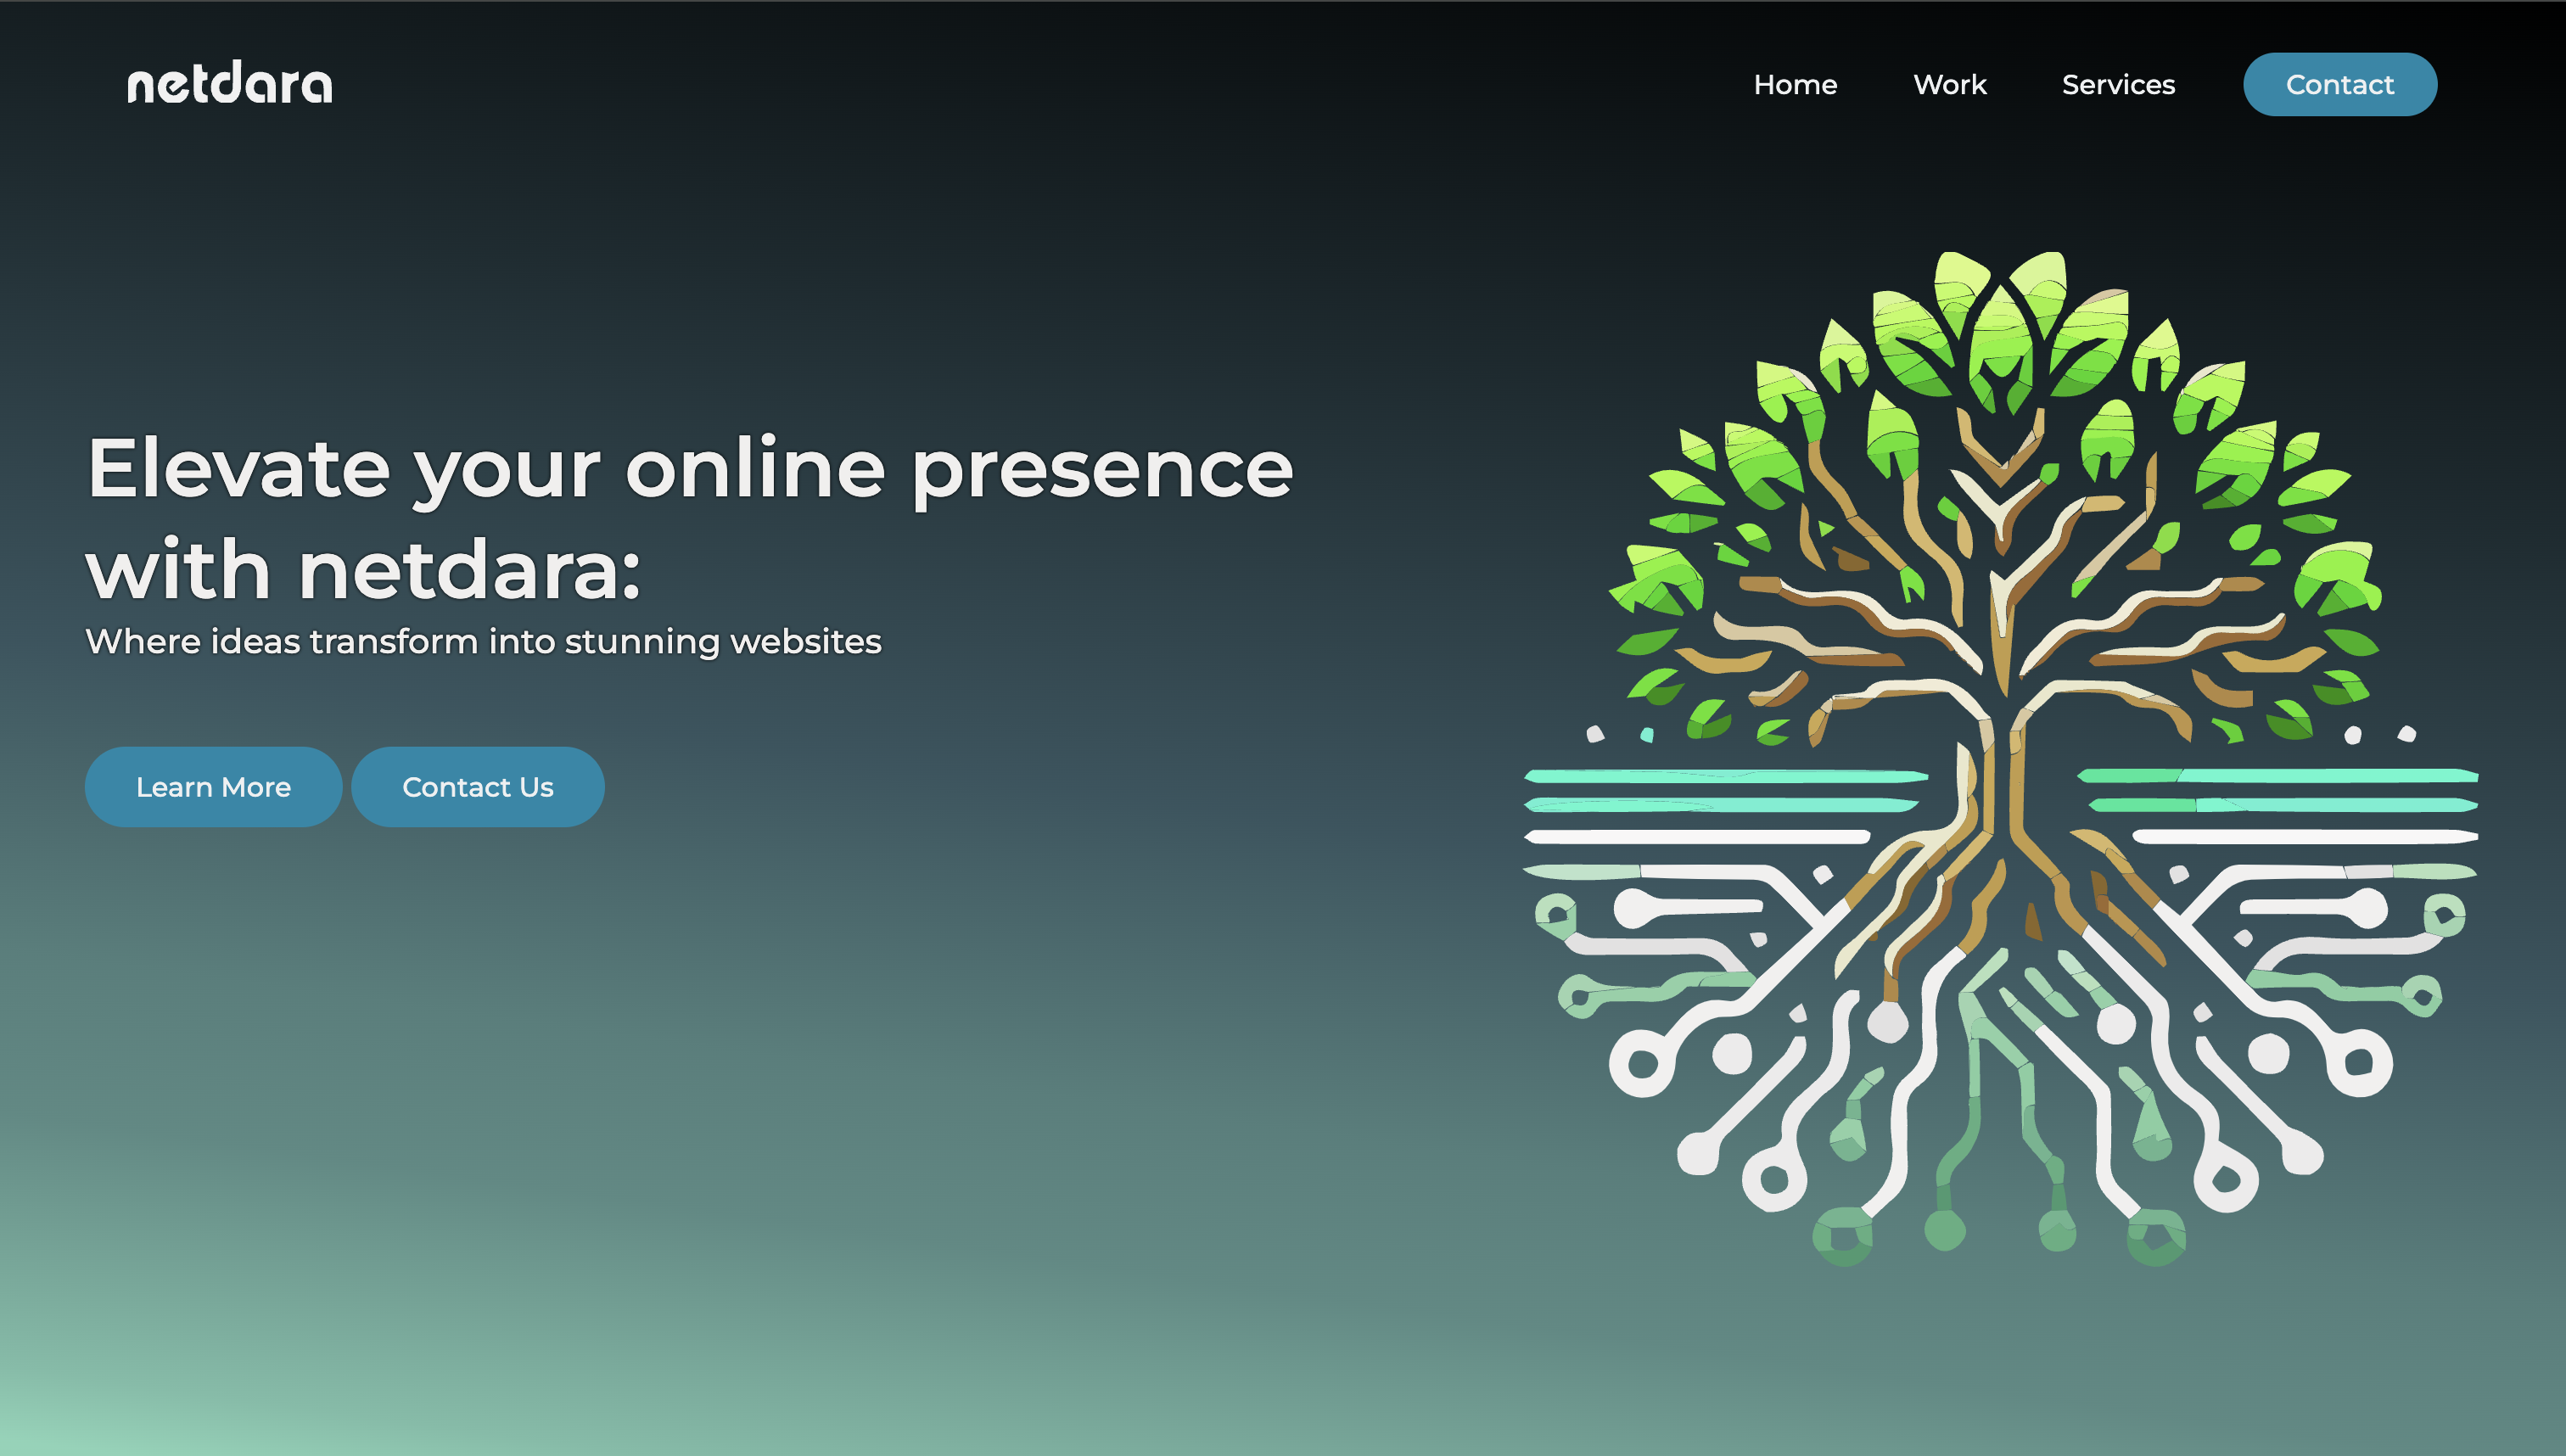 netdara
Home Work Services Contact
Elevate your online presence
with netdara:
Where ideas transform into stunning websites
Learn More Contact Us